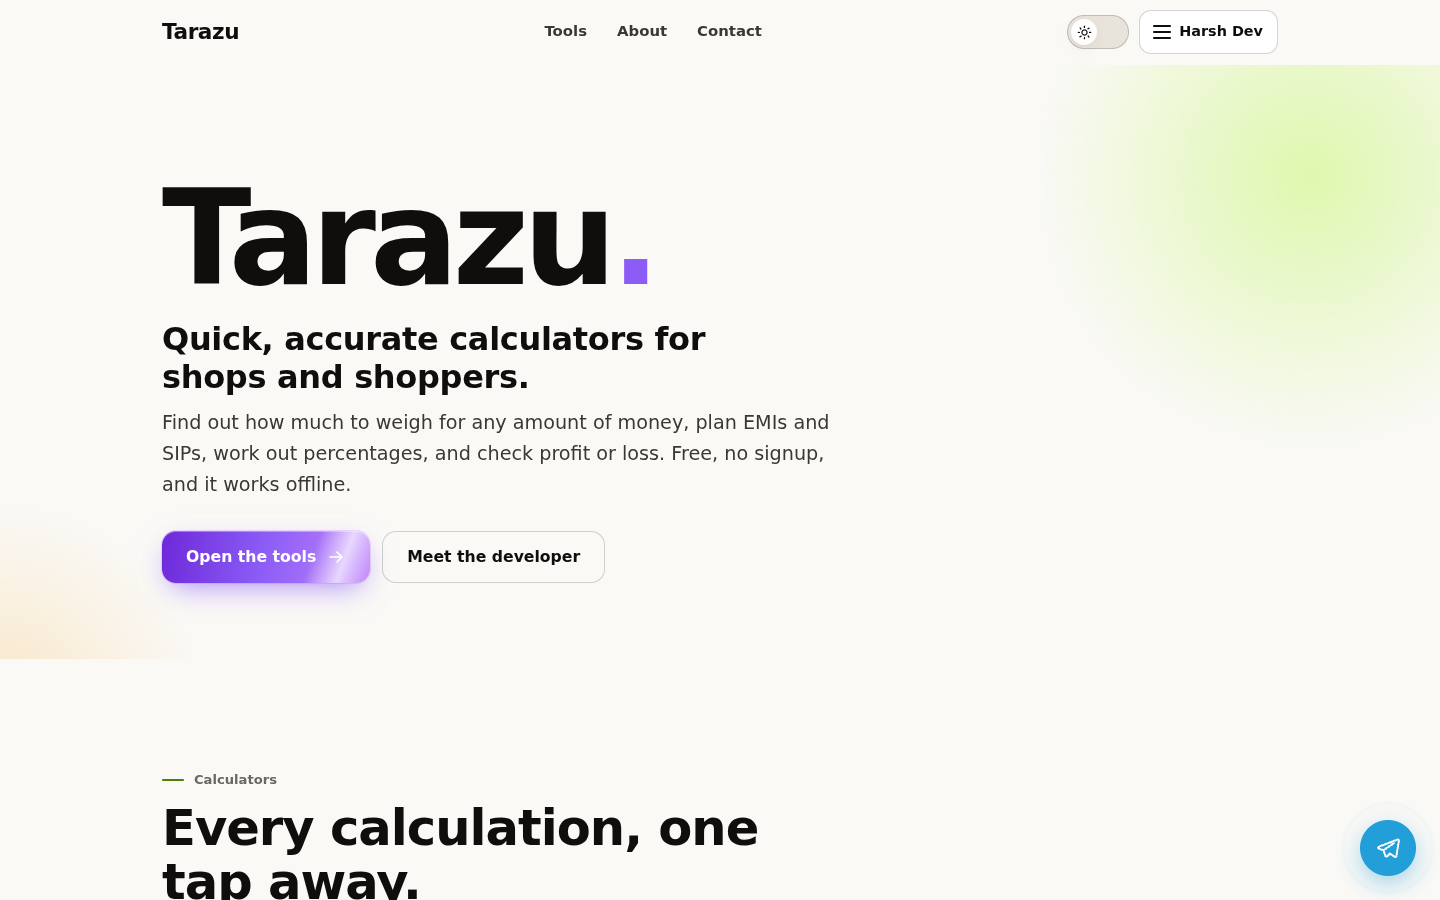 Tarazu
Tools About Contact
Harsh Dev
Tarazu.
Quick, accurate calculators for
shops and shoppers.
Find out how much to weigh for any amount of money, plan EMIs and
SIPs, work out percentages, and check profit or loss. Free, no signup,
and it works offline.
Open the tools →
Meet the developer
Calculators
Every calculation, one
tap away.